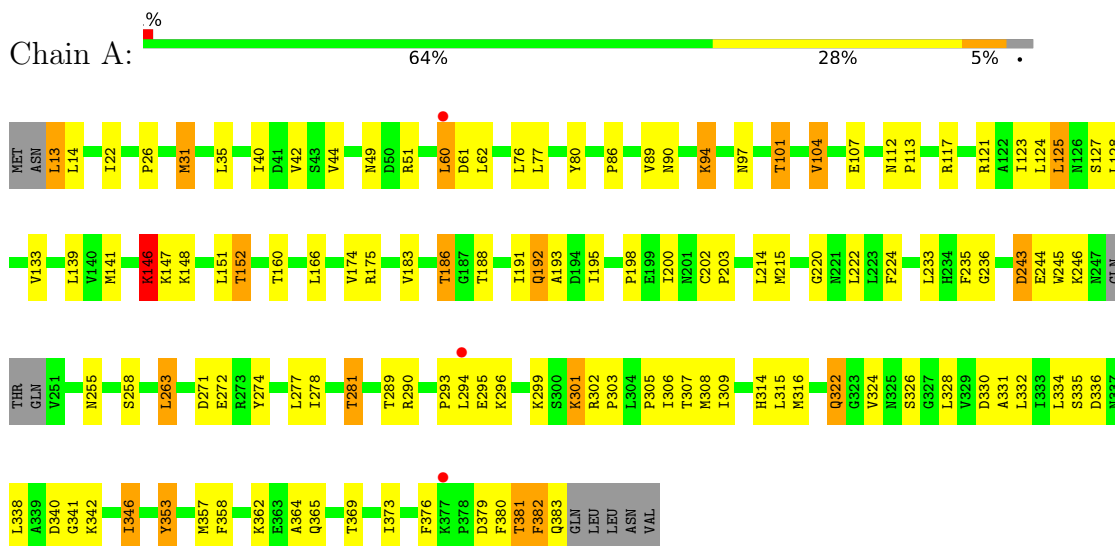 %
Chain A:
64% 28% 5% •
MET ASN L13 L14 I22 P26 M31 L35 I40 D41 V42 S43 V44 N49 D50 R51 L60 D61 L62 L76 L77 Y80 P86 V89 N90 K94 N97 T101 V104 E107 N112 P113 R117 R121 A122 I123 L124 L125 N126 S127 L128
V133 L139 V140 M141 K146 K147 K148 L151 T152 T160 L166 V174 R175 V183 T186 G187 T188 I191 Q192 A193 D194 I195 P198 E199 I200 N201 C202 P203 L214 M215 G220 N221 L222 L223 F224 L233 H234 F235 G236 D243 E244 W245 K246 N247 GLN
THR GLN V251 N255 S258 L263 D271 E272 R273 Y274 L277 I278 T281 T289 R290 P293 L294 E295 K296 K299 S300 K301 R302 P303 L304 P305 I306 T307 M308 I309 H314 L315 M316 Q322 G323 V324 N325 S326 G327 L328 V329 D330 A331 L332 I333 L334 S335 D336 N337
L338 A339 D340 G341 K342 I346 Y353 M357 F358 K362 E363 A364 Q365 T369 I373 F376 K377 P378 D379 F380 T381 F382 Q383 GLN LEU LEU ASN VAL